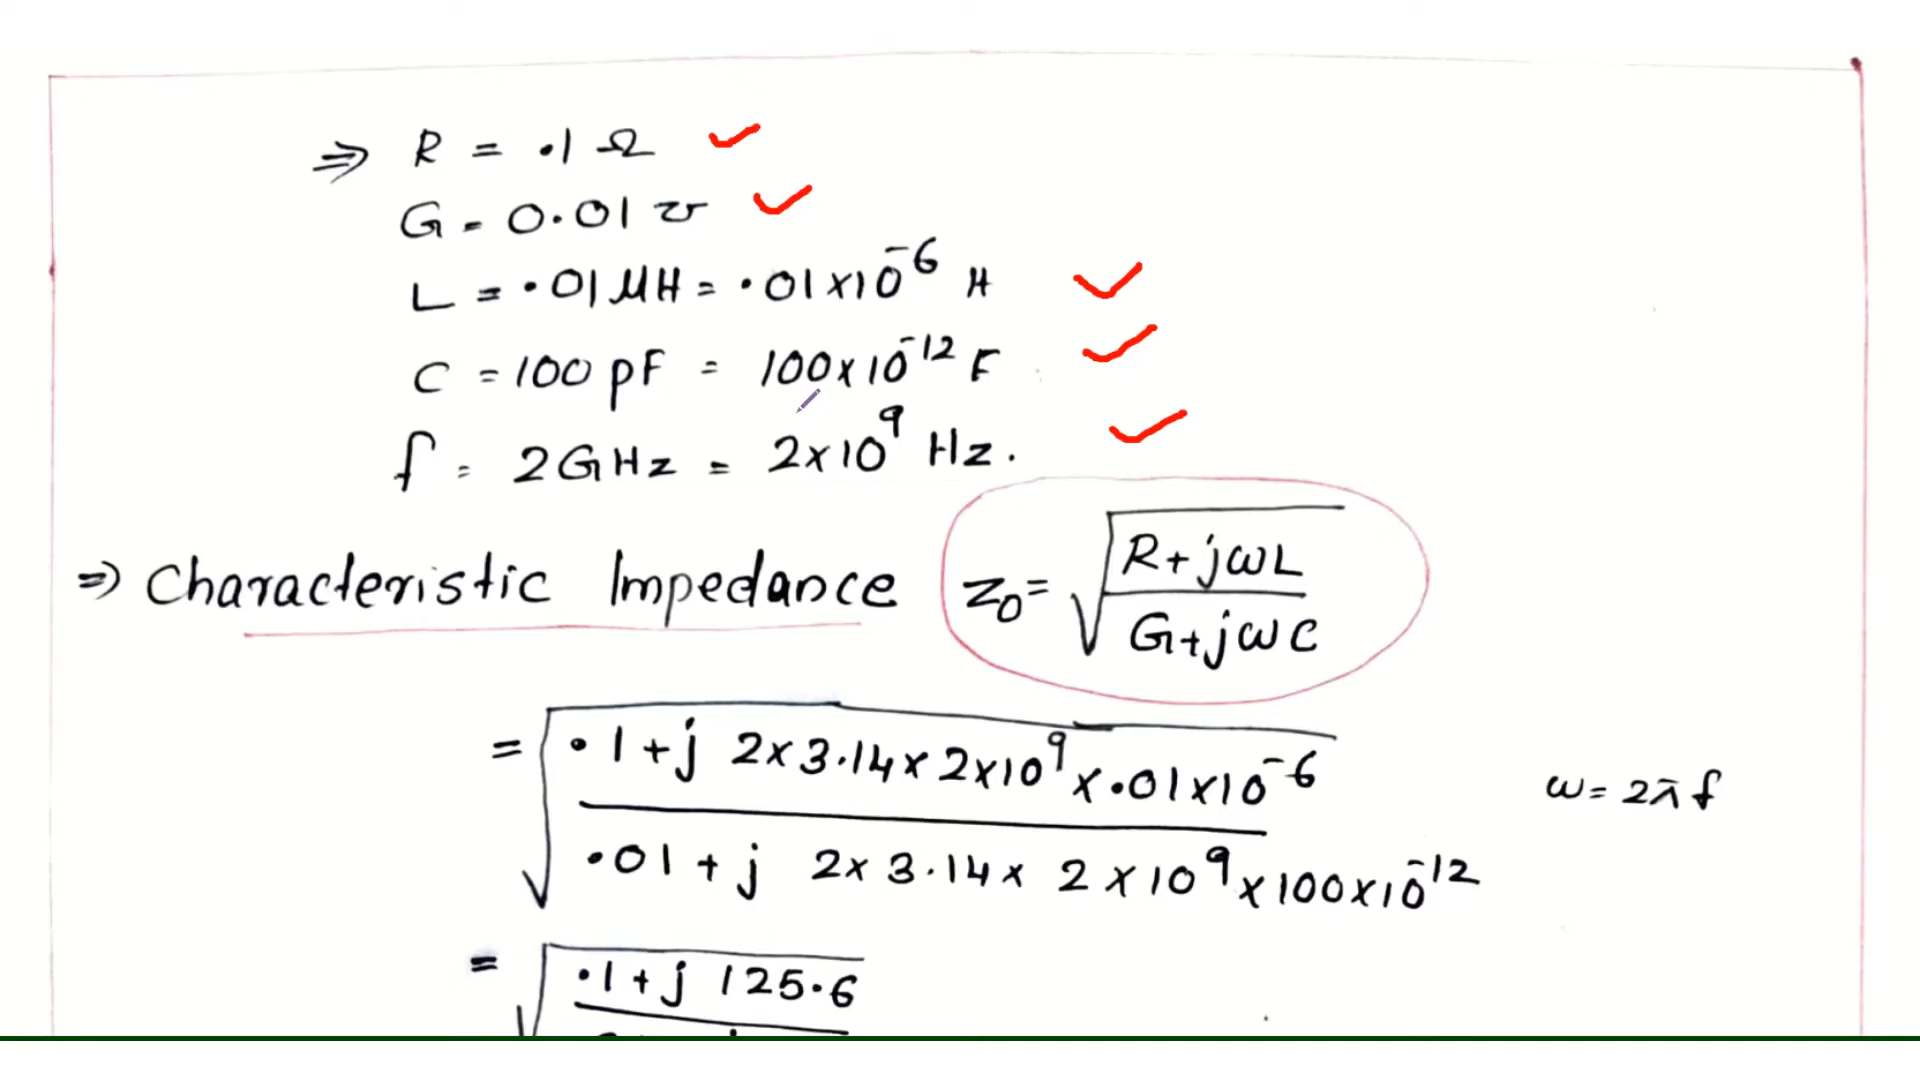 ⇒ R = .1 Ω
G = 0.01 ℧
L = .01 μH = .01×10⁻⁶ H
C = 100 pF = 100×10⁻¹² F
f = 2GHz = 2×10⁹ Hz.
⇒ Characteristic Impedance Z₀ = √((R+jωL)/(G+jωC))
= √((.1+j 2×3.14×2×10⁹×.01×10⁻⁶)/(.01+j 2×3.14×2×10⁹×100×10⁻¹²))
ω = 2πf
= √(.1+j 125.6